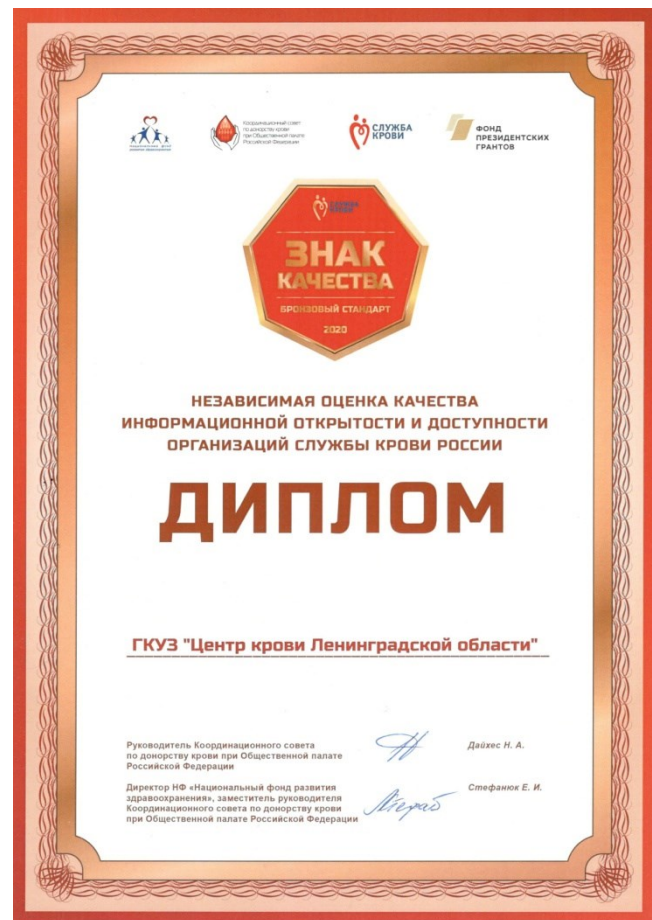 Координационный совет
по донорству крови
при Общественной палате
Российской Федерации
СЛУЖБА
КРОВИ
ФОНД
ПРЕЗИДЕНТСКИХ
ГРАНТОВ
СЛУЖБА
КРОВИ
ЗНАК
КАЧЕСТВА
БРОНЗОВЫЙ СТАНДАРТ
2020
НЕЗАВИСИМАЯ ОЦЕНКА КАЧЕСТВА
ИНФОРМАЦИОННОЙ ОТКРЫТОСТИ И ДОСТУПНОСТИ
ОРГАНИЗАЦИЙ СЛУЖБЫ КРОВИ РОССИИ
ДИПЛОМ
ГКУЗ "Центр крови Ленинградской области"
Руководитель Координационного совета
по донорству крови при Общественной палате
Российской Федерации
Дайхес Н. А.
Директор НФ «Национальный фонд развития
здравоохранения», заместитель руководителя
Координационного совета по донорству крови
при Общественной палате Российской Федерации
Стефанюк Е. И.